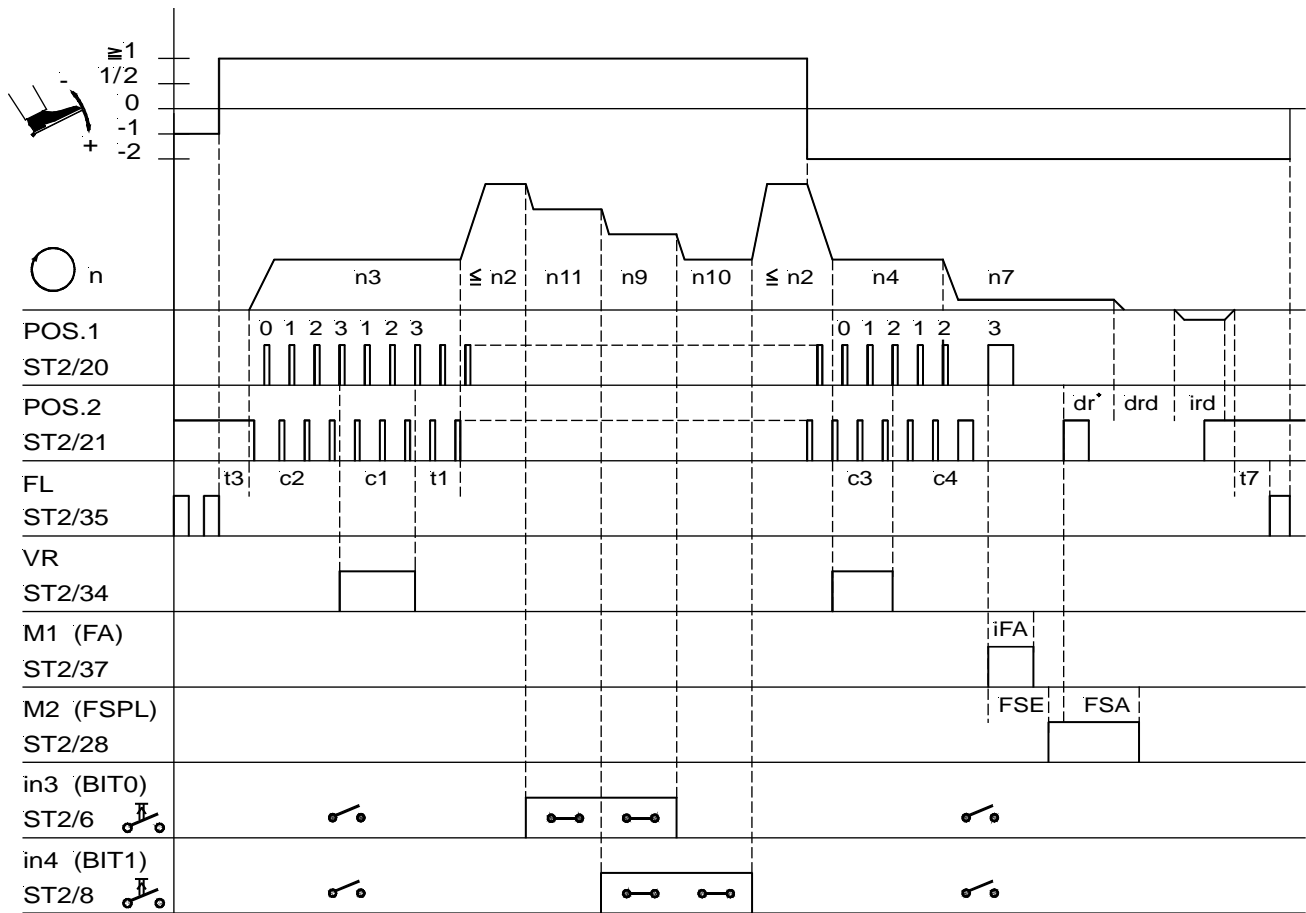 ≧1
1/2
-
0
-1
+
-2
n
n3
≦ n2
n11
n9
n10
≦ n2
n4
n7
POS.1
0 1 2 3 1 2 3
0 1 2 1 2
3
ST2/20
POS.2
dr+
drd
ird
ST2/21
FL
t3
c2
c1
t1
c3
c4
t7
ST2/35
VR
ST2/34
M1 (FA)
iFA
ST2/37
M2 (FSPL)
FSE
FSA
ST2/28
in3 (BIT0)
ST2/6
in4 (BIT1)
ST2/8